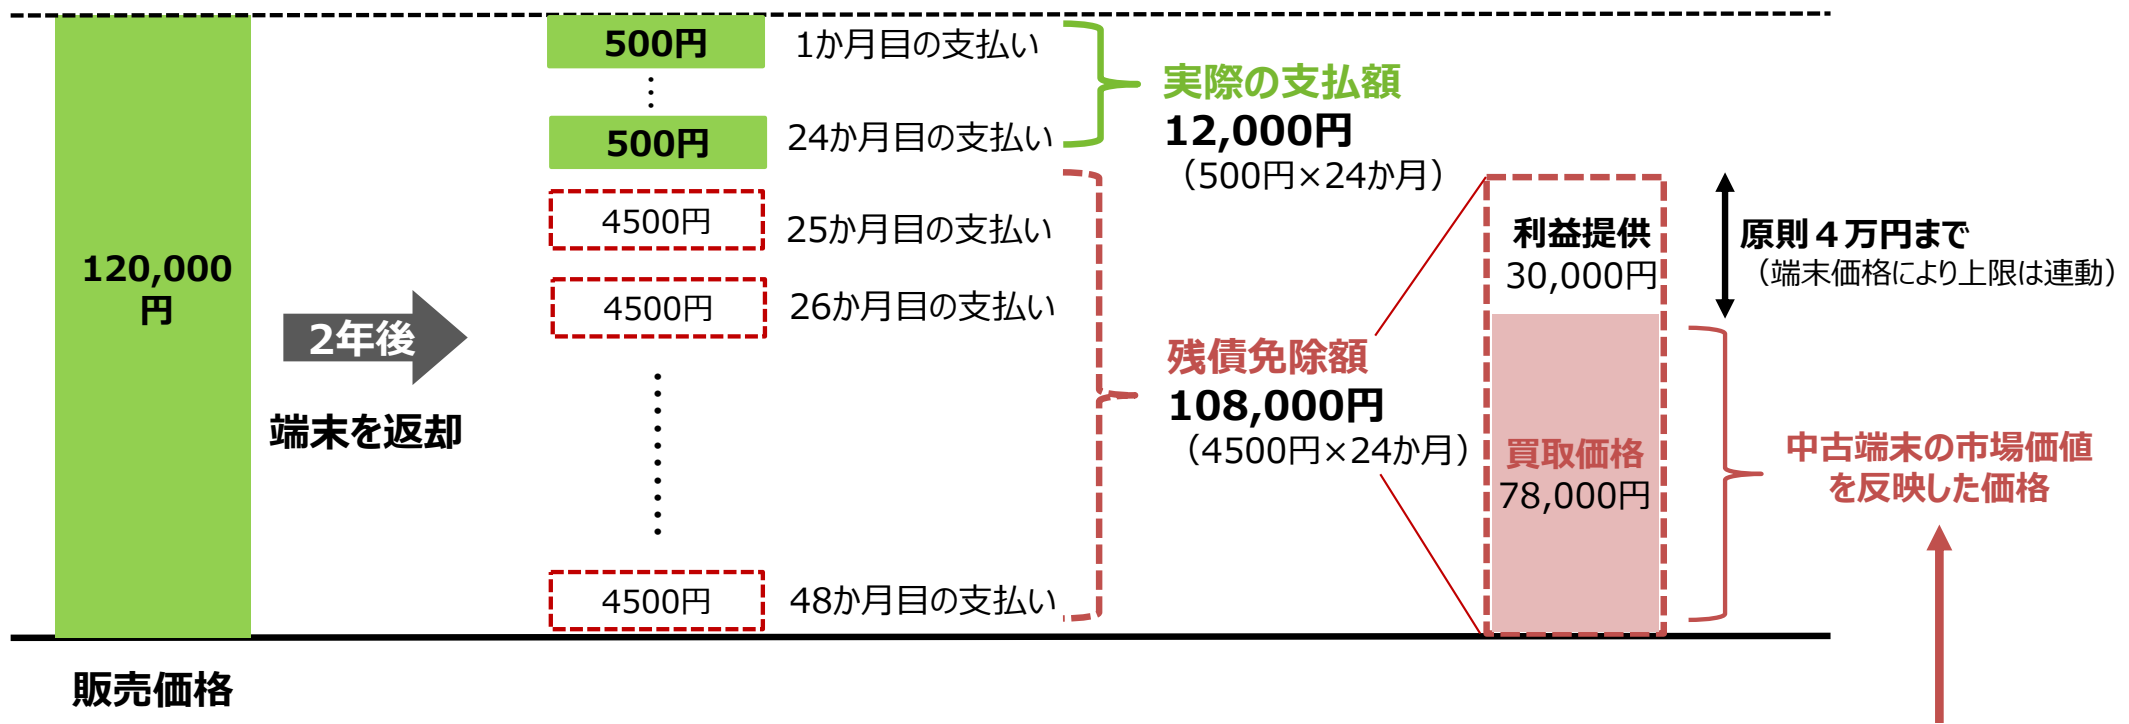 120,000
円
販売価格
2年後
端末を返却
500円
1か月目の支払い
500円
24か月目の支払い
4500円
25か月目の支払い
4500円
26か月目の支払い
4500円
48か月目の支払い
実際の支払額
12,000円
（500円×24か月）
残債免除額
108,000円
（4500円×24か月）
利益提供
30,000円
買取価格
78,000円
原則４万円まで
（端末価格により上限は連動）
中古端末の市場価値
を反映した価格